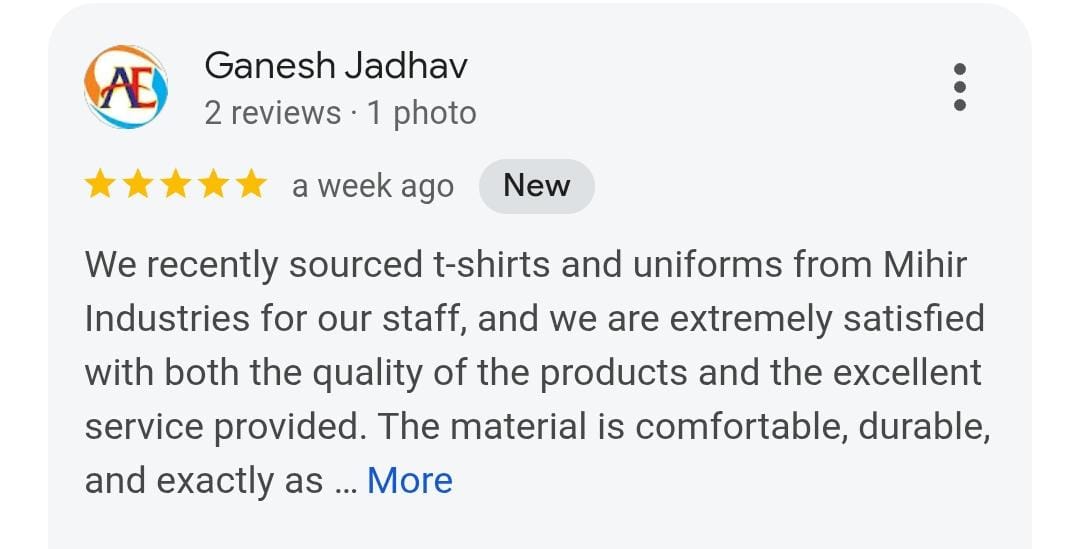 AE
Ganesh Jadhav
2 reviews · 1 photo
a week ago New
We recently sourced t-shirts and uniforms from Mihir
Industries for our staff, and we are extremely satisfied
with both the quality of the products and the excellent
service provided. The material is comfortable, durable,
and exactly as ... More